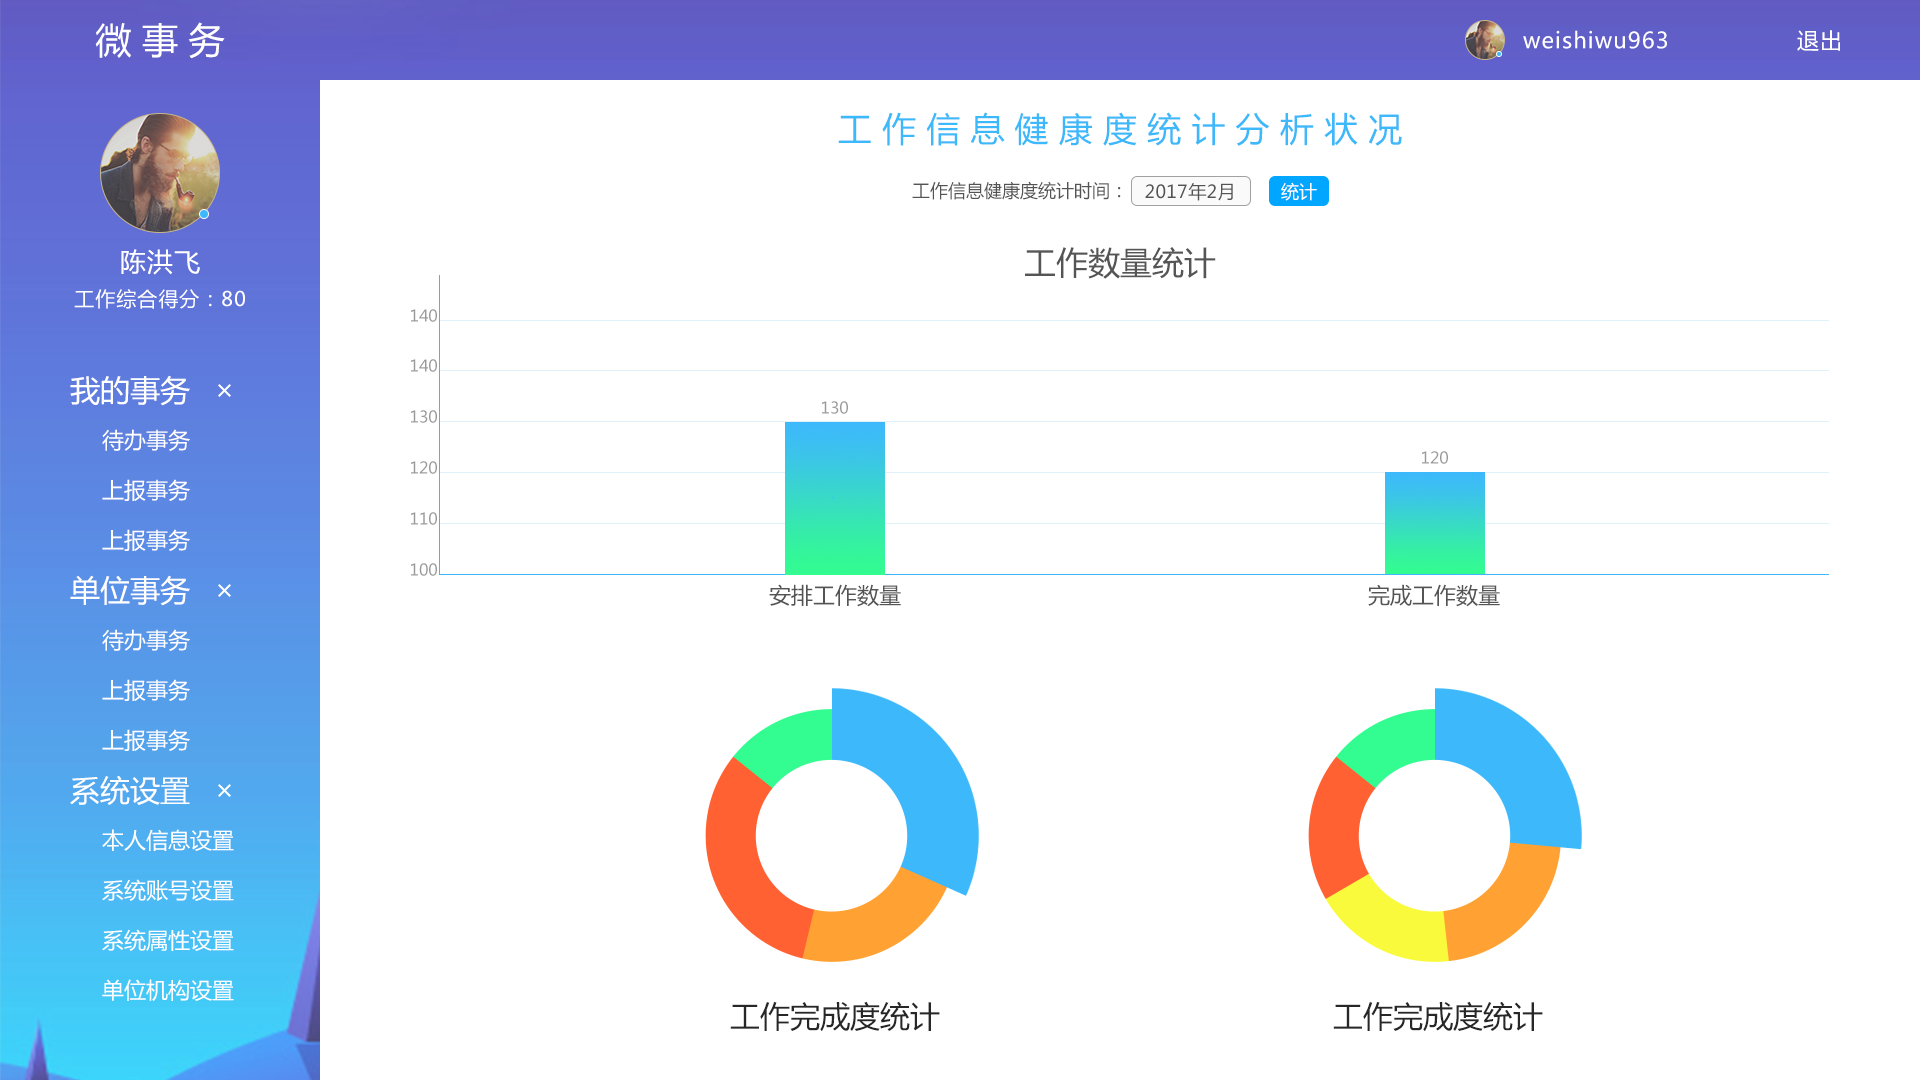 微事务
weishiwu963
退出
陈洪飞
工作综合得分：80
我的事务 ×
待办事务
上报事务
上报事务
单位事务 ×
待办事务
上报事务
上报事务
系统设置 ×
本人信息设置
系统账号设置
系统属性设置
单位机构设置
工作信息健康度统计分析状况
工作信息健康度统计时间： 2017年2月 统计
工作数量统计
140
140
130
120
110
100
130
120
安排工作数量
完成工作数量
工作完成度统计
工作完成度统计